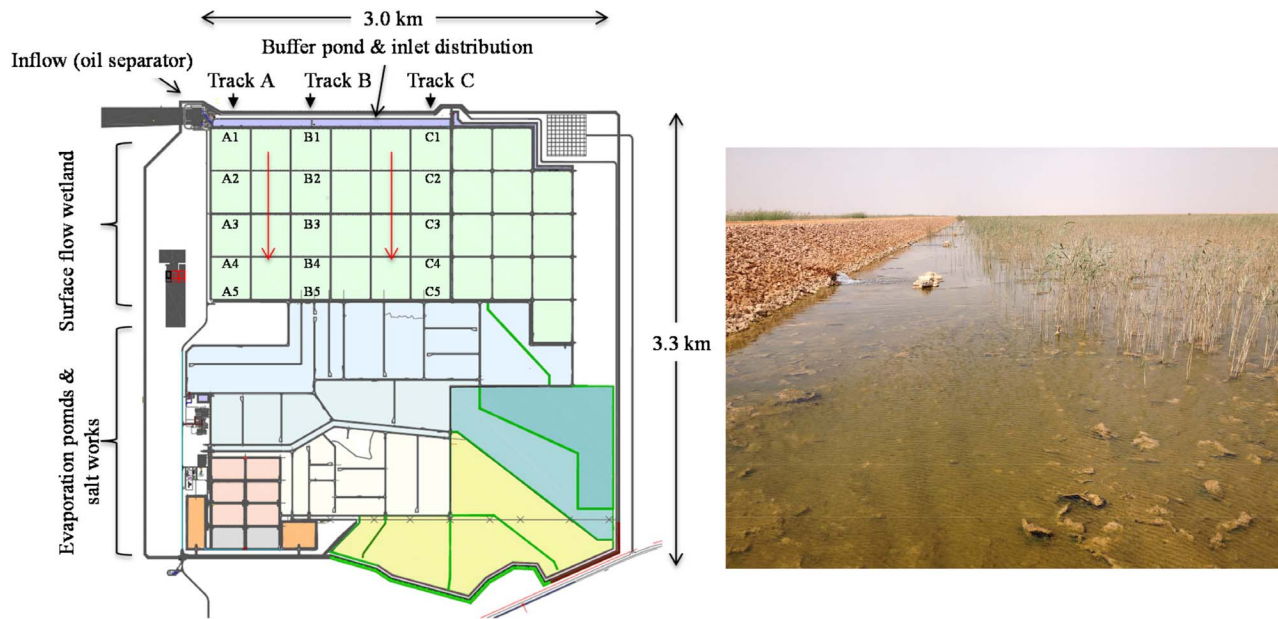 3.0 km
Buffer pond & inlet distribution
Inflow (oil separator)
Track A Track B Track C
A1 B1 C1
A2 B2 C2
A3 B3 C3
A4 B4 C4
A5 B5 C5
Surface flow wetland
3.3 km
Evaporation ponds &
salt works